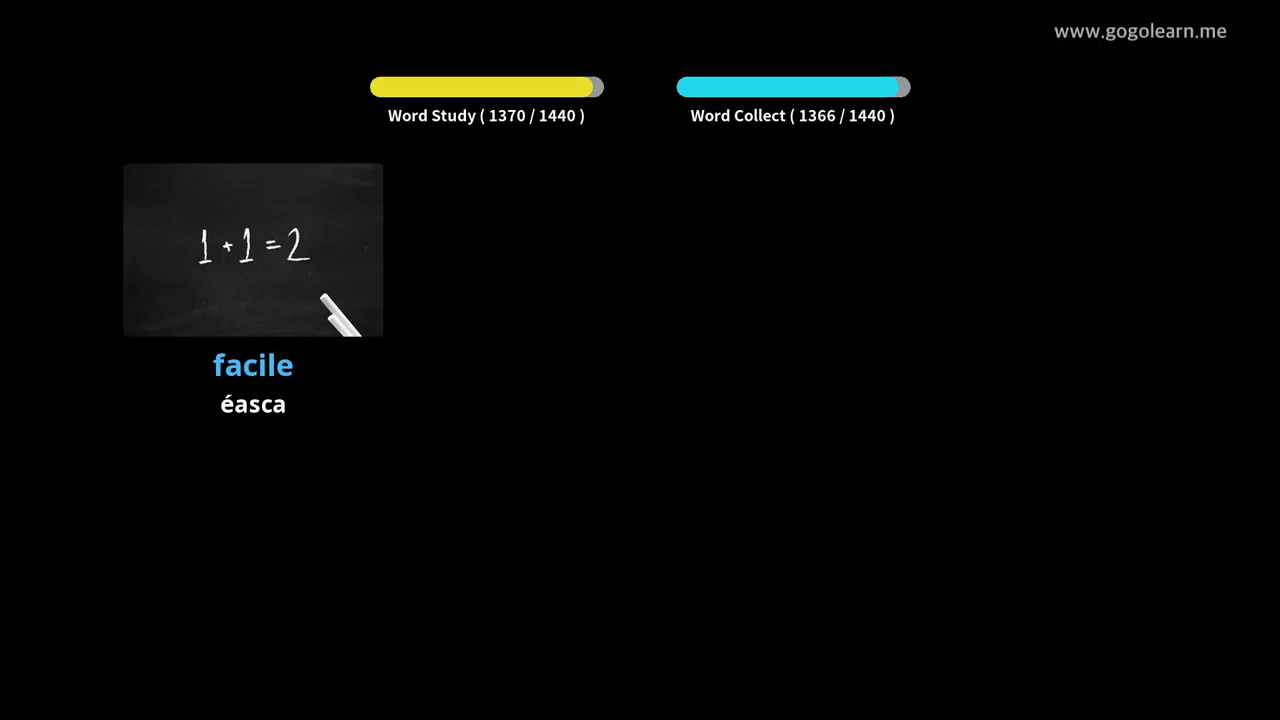 www.gogolearn.me
Word Study ( 1370 / 1440 )
Word Collect ( 1366 / 1440 )
1 + 1 = 2
facile
éasca